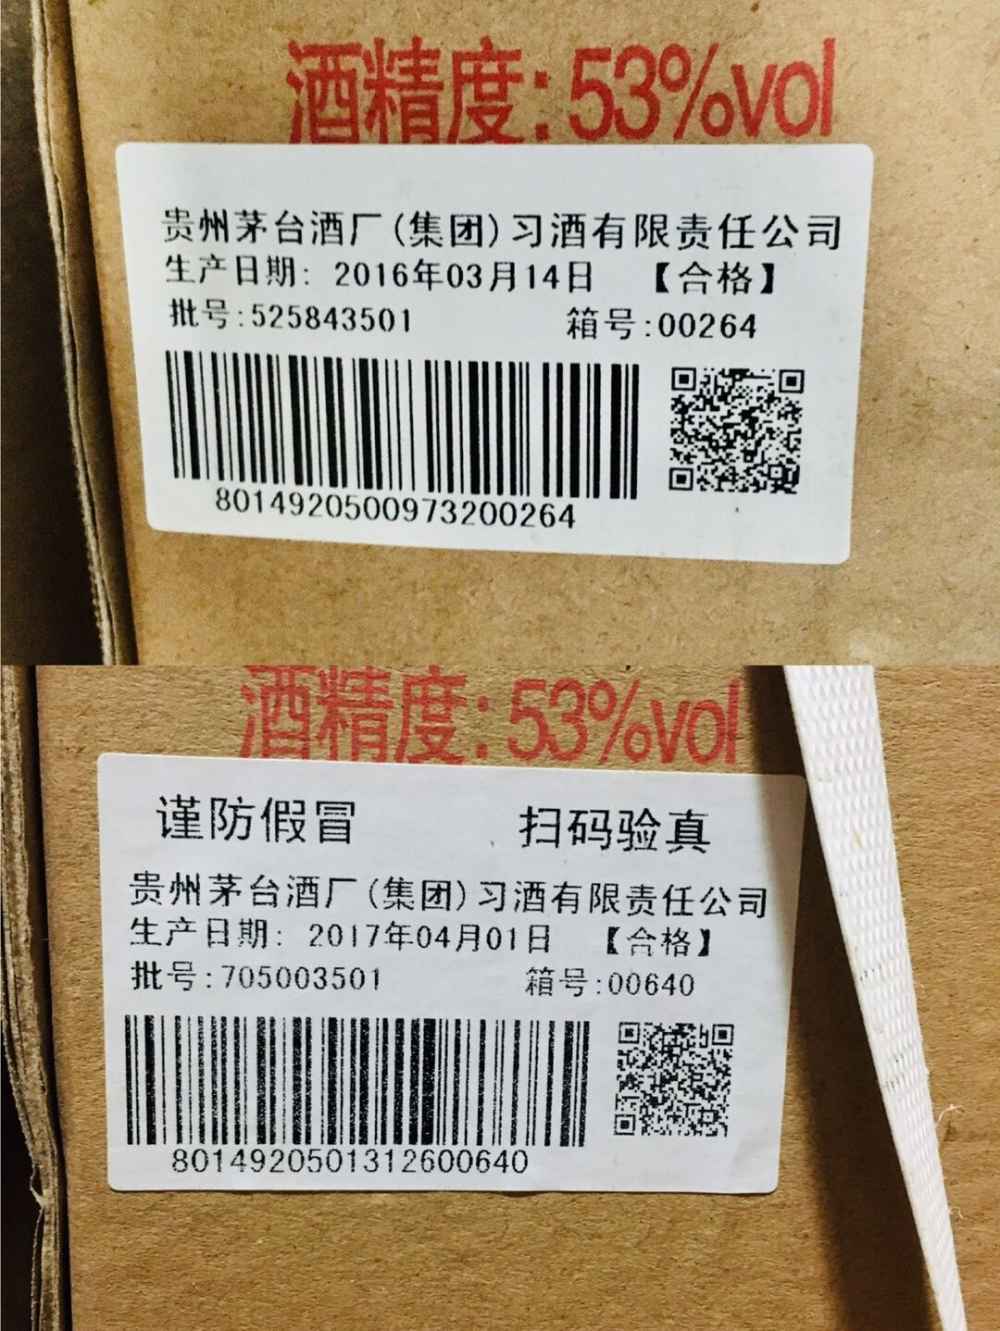 酒精度:53%vol
贵州茅台酒厂(集团)习酒有限责任公司
生产日期: 2016年03月14日 【合格】
批号:525843501 箱号:00264
8014920500973200264
酒精度:53%vol
谨防假冒 扫码验真
贵州茅台酒厂(集团)习酒有限责任公司
生产日期: 2017年04月01日 【合格】
批号:705003501 箱号:00640
8014920501312600640